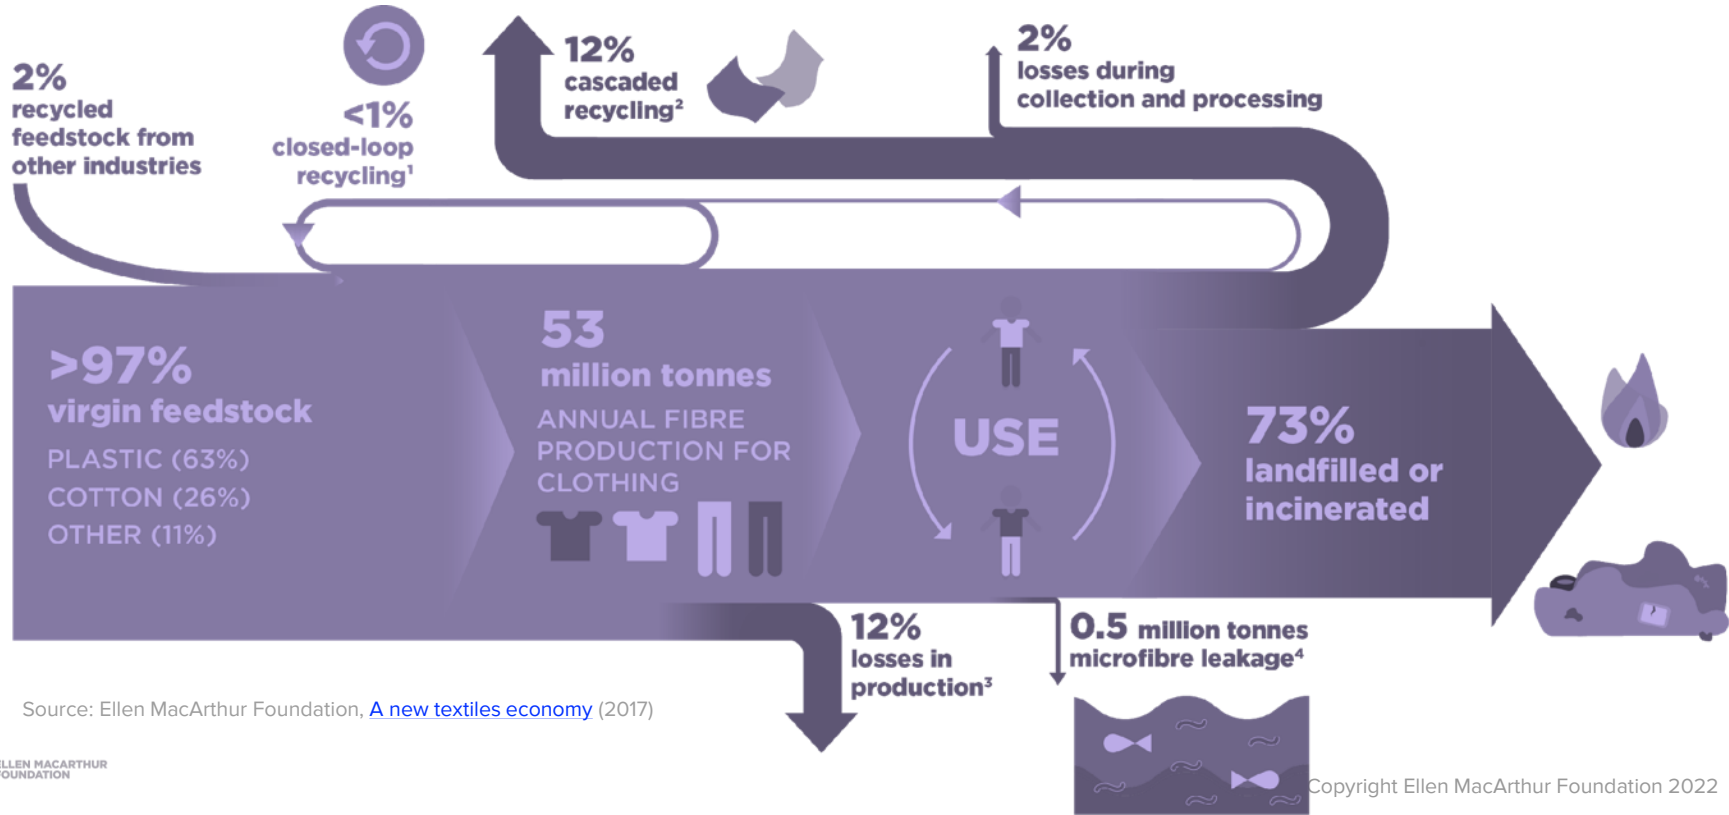 2%
recycled
feedstock from
other industries
<1%
closed-loop
recycling¹
12%
cascaded
recycling²
2%
losses during
collection and processing
>97%
virgin feedstock
PLASTIC (63%)
COTTON (26%)
OTHER (11%)
53
million tonnes
ANNUAL FIBRE
PRODUCTION FOR
CLOTHING
USE
73%
landfilled or
incinerated
12%
losses in
production³
0.5 million tonnes
microfibre leakage⁴
Source: Ellen MacArthur Foundation, A new textiles economy (2017)
ELLEN MACARTHUR
FOUNDATION
Copyright Ellen MacArthur Foundation 2022